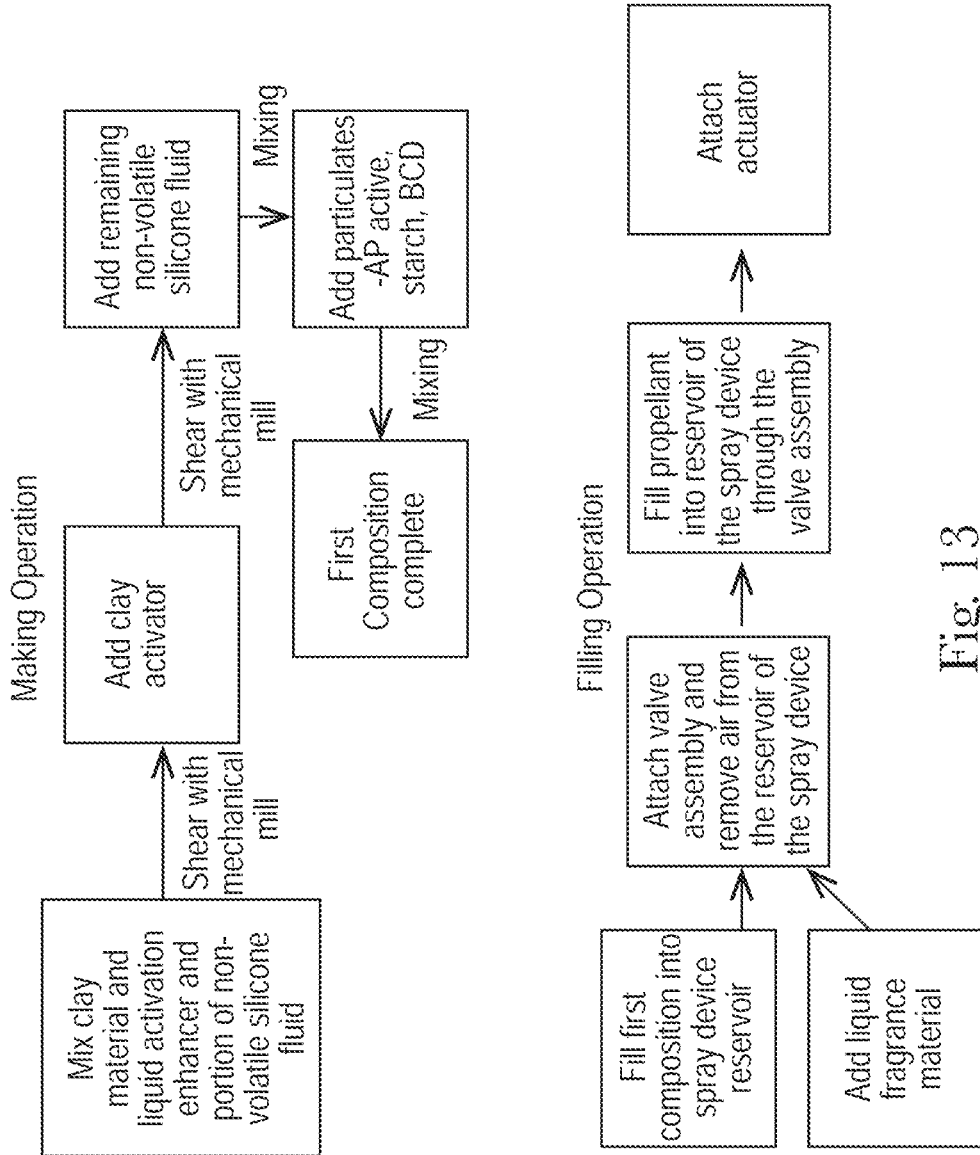 Making Operation
Mix clay
material and
liquid activation
enhancer and
portion of non-
volatile silicone
fluid
Shear with
mechanical
mill
Add clay
activator
Shear with
mechanical
mill
Add remaining
non-volatile
silicone fluid
Mixing
Add particulates
-AP active,
starch, BCD
Mixing
First
Composition
complete
Filling Operation
Fill first
composition into
spray device
reservoir
Add liquid
fragrance
material
Attach valve
assembly and
remove air from
the reservoir of
the spray device
Fill propellant
into reservoir of
the spray device
through the
valve assembly
Attach
actuator
Fig. 13